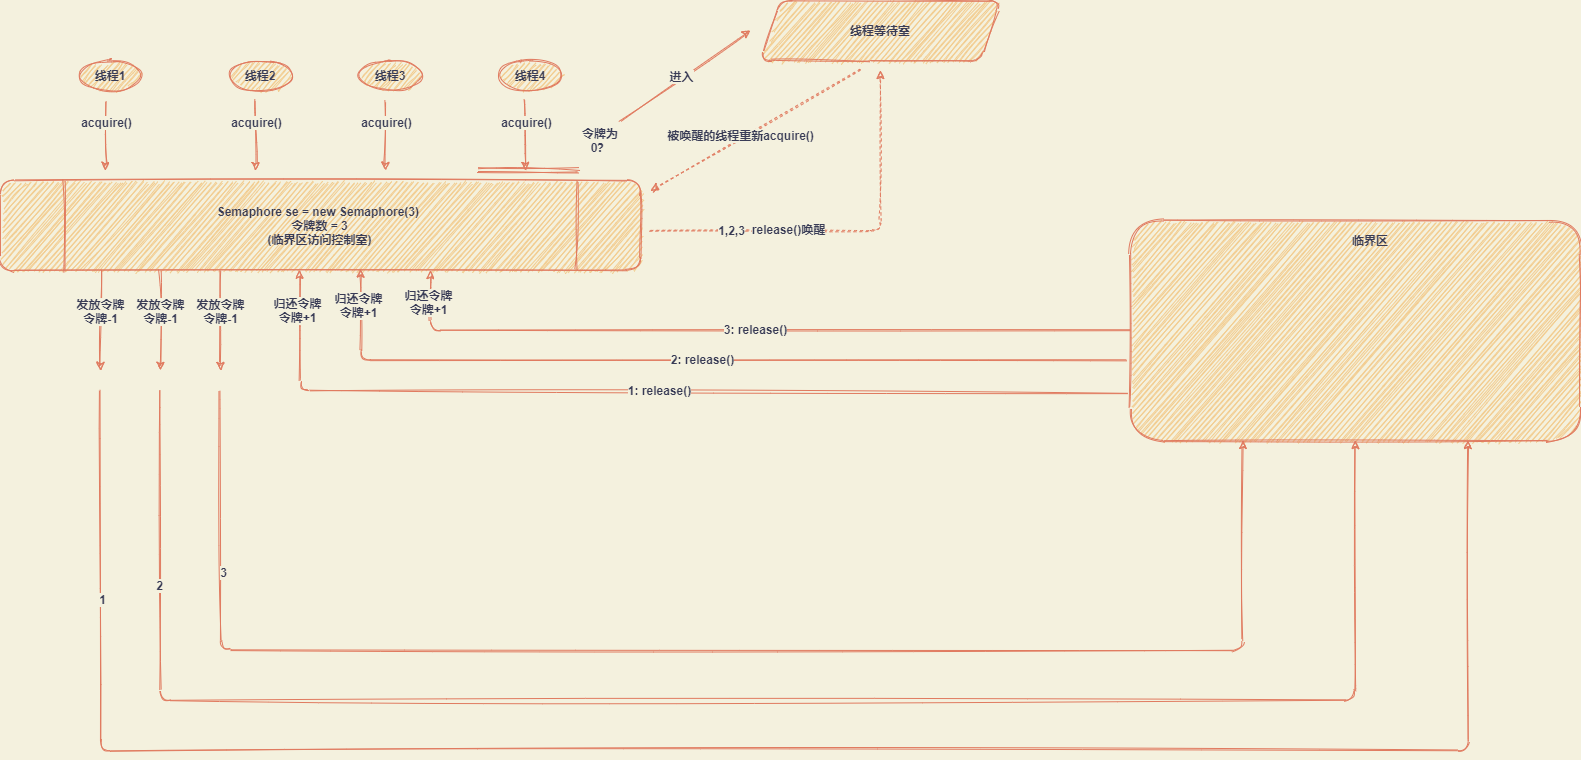 线程等待室
线程1
线程2
线程3
线程4
进入
acquire()
acquire()
acquire()
acquire()
令牌为
0?
被唤醒的线程重新acquire()
Semaphore se = new Semaphore(3)
令牌数 = 3
(临界区访问控制室)
1,2,3 release()唤醒
临界区
发放令牌
令牌-1
发放令牌
令牌-1
发放令牌
令牌-1
归还令牌
令牌+1
归还令牌
令牌+1
归还令牌
令牌+1
3: release()
2: release()
1: release()
3
2
1